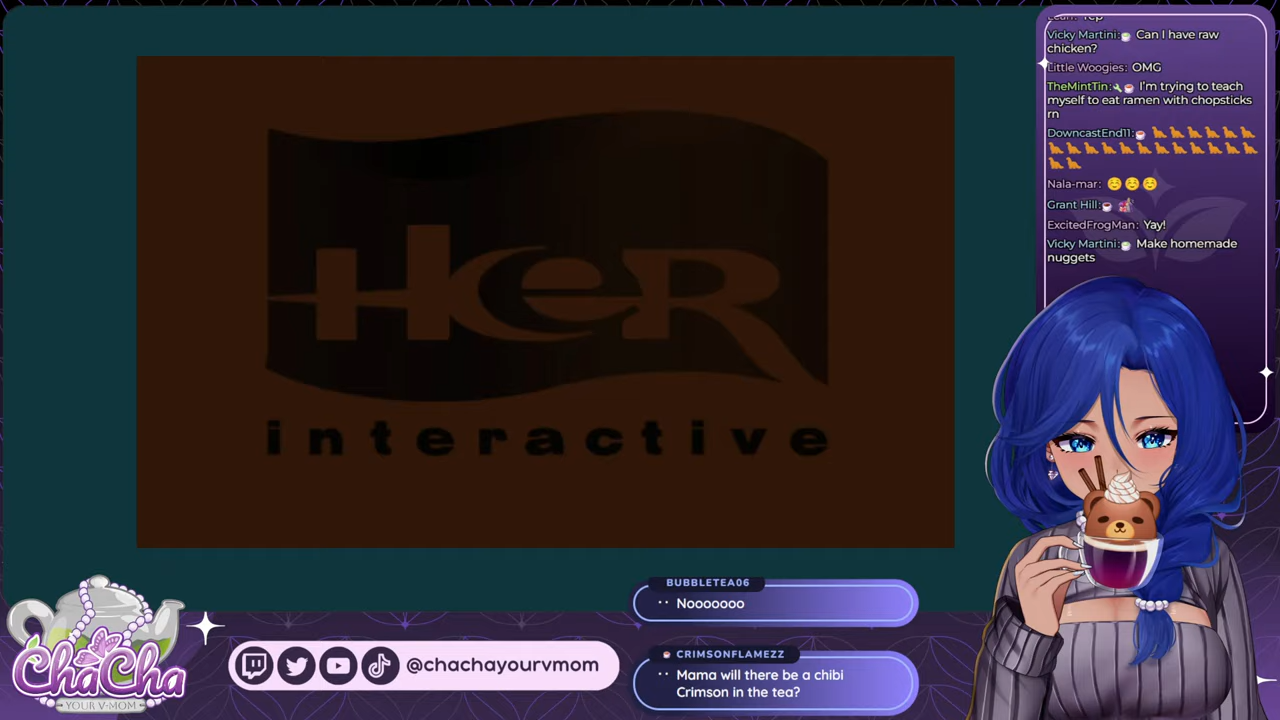 HeR
interactive
Vicky Martini: Can I have raw
chicken?
Little Woogies: OMG
TheMintTin: I'm trying to teach
myself to eat ramen with chopsticks
rn
DowncastEnd11:
Nala-mar:
Grant Hill:
ExcitedFrogMan: Yay!
Vicky Martini: Make homemade
nuggets
BUBBLETEA06
Nooooooo
CRIMSONFLAMEZZ
Mama will there be a chibi
Crimson in the tea?
ChaCha
YOUR V-MOM
@chachayourvmom